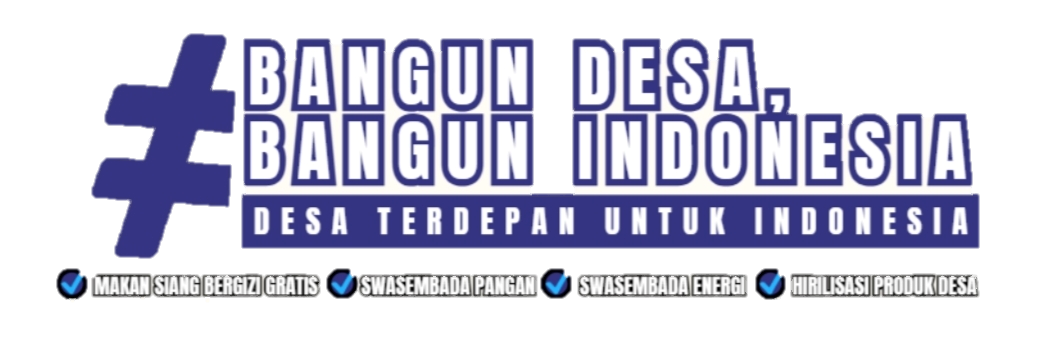 #BANGUN DESA,
BANGUN INDONESIA
DESA TERDEPAN UNTUK INDONESIA
MAKAN SIANG BERGIZI GRATIS SWASEMBADA PANGAN SWASEMBADA ENERGI HIRILISASI PRODUK DESA